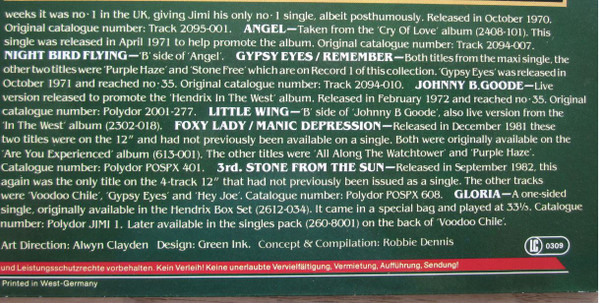 weeks it was no·1 in the UK, giving Jimi his only no·1 single, albeit posthumously. Released in October 1970.
Original catalogue number: Track 2095-001. ANGEL—Taken from the 'Cry Of Love' album (2408-101). This
single was released in April 1971 to help promote the album. Original catalogue number: Track 2094-007.
NIGHT BIRD FLYING—'B' side of 'Angel'. GYPSY EYES/REMEMBER—Both titles from the maxi single, the
other two titles were 'Purple Haze' and 'Stone Free' which are on Record 1 of this collection. 'Gypsy Eyes' was released in
October 1971 and reached no·35. Original catalogue number: Track 2094-010. JOHNNY B. GOODE—Live
version released to promote the 'Hendrix In The West' album. Released in February 1972 and reached no·35. Original
catalogue number: Polydor 2001-277. LITTLE WING—'B' side of 'Johnny B Goode', also live version from the
'In The West' album (2302-018). FOXY LADY/MANIC DEPRESSION—Released in December 1981 these
two titles were on the 12" and had not previously been available on a single. Both were originally available on the
'Are You Experienced' album (613-001). The other titles were 'All Along The Watchtower' and 'Purple Haze'.
Catalogue number: Polydor POSPX 401. 3rd. STONE FROM THE SUN—Released in September 1982, this
again was the only title on the 4-track 12" that had not previously been issued as a single. The other tracks
were 'Voodoo Chile', 'Gypsy Eyes' and 'Hey Joe'. Catalogue number: Polydor POSPX 608. GLORIA—A one-sided
single, originally available in the Hendrix Box Set (2612-034). It came in a special bag and played at 33⅓. Catalogue
number: Polydor JIMI 1. Later available in the singles pack (260-8001) on the back of 'Voodoo Chile'.
Art Direction: Alwyn Clayden Design: Green Ink. Concept & Compilation: Robbie Dennis
LC 0309
und Leistungsschutzrechte vorbehalten. Kein Verleih! Keine unerlaubte Vervielfältigung, Vermietung, Aufführung, Sendung!
Printed in West-Germany